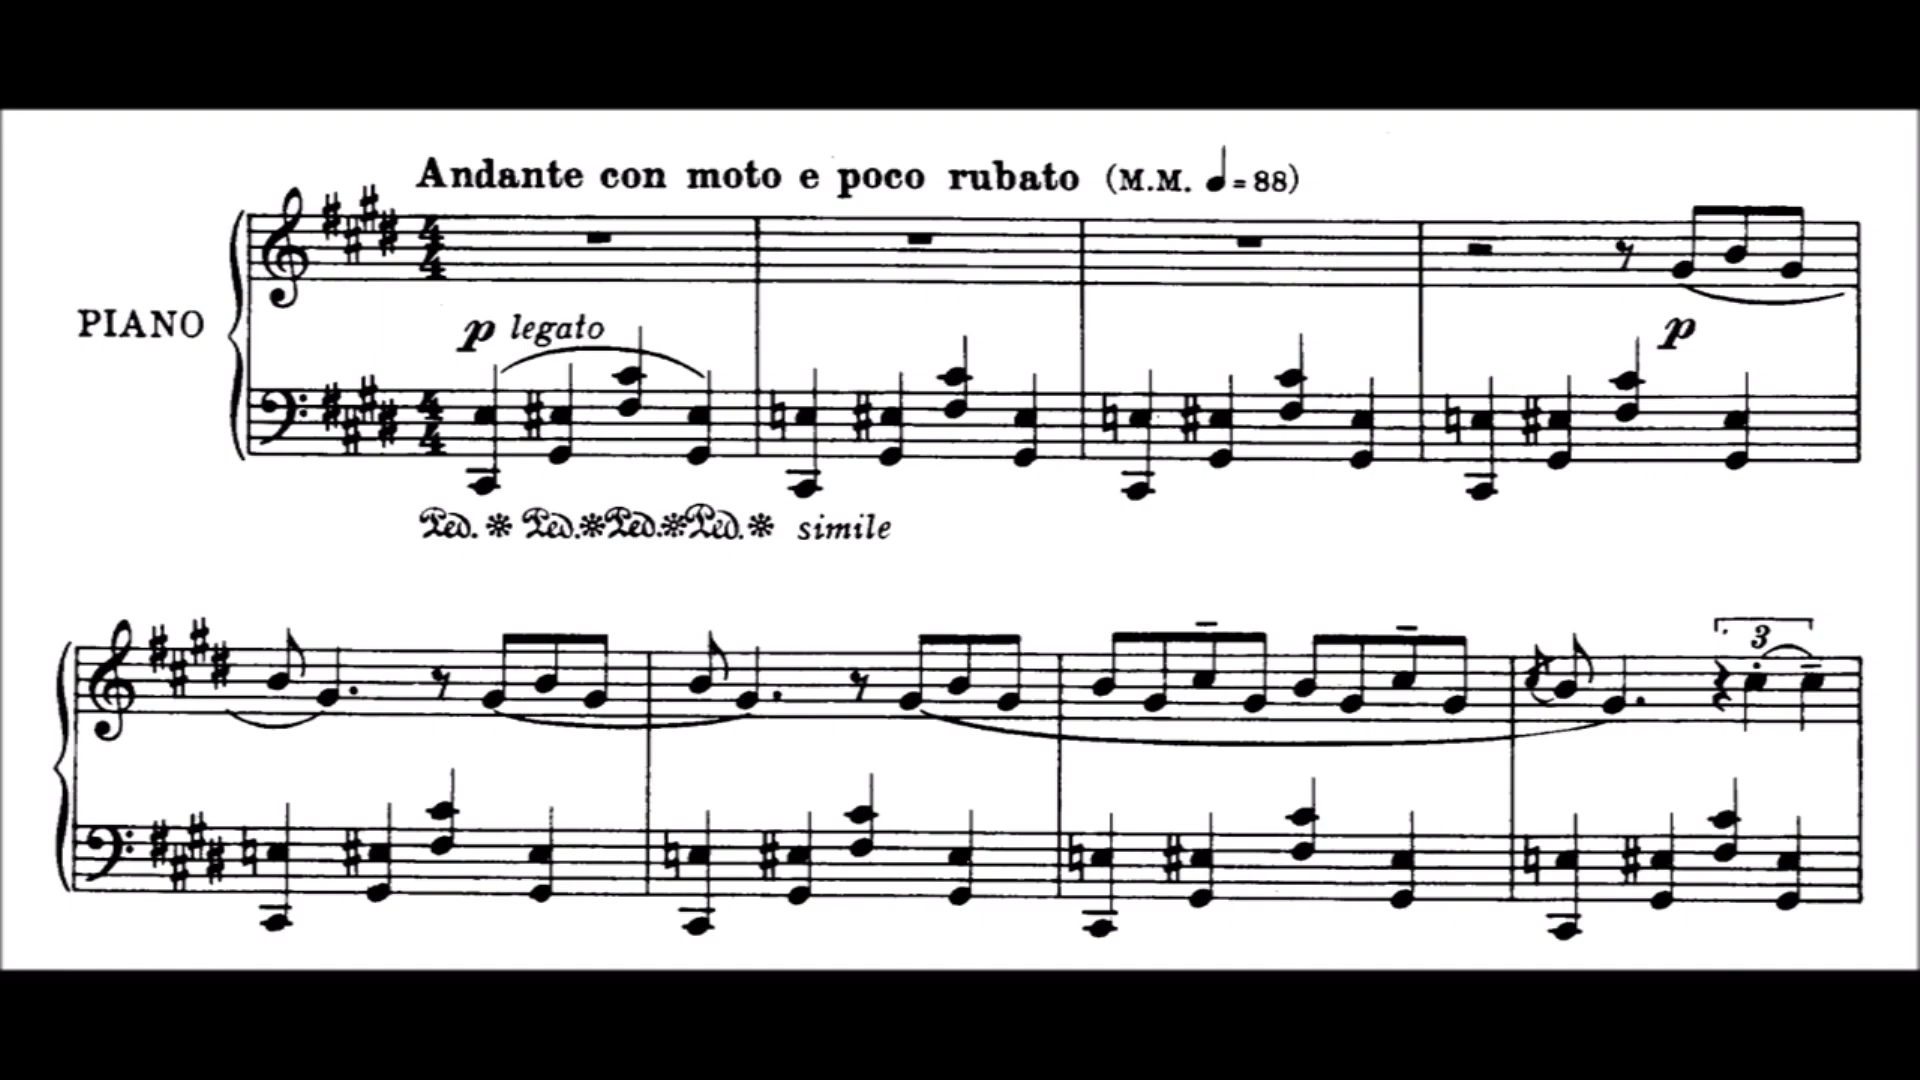 Andante con moto e poco rubato (M.M. ♩= 88)
PIANO
p legato
p
Ped. * Ped. * Ped. * Ped. * simile
3